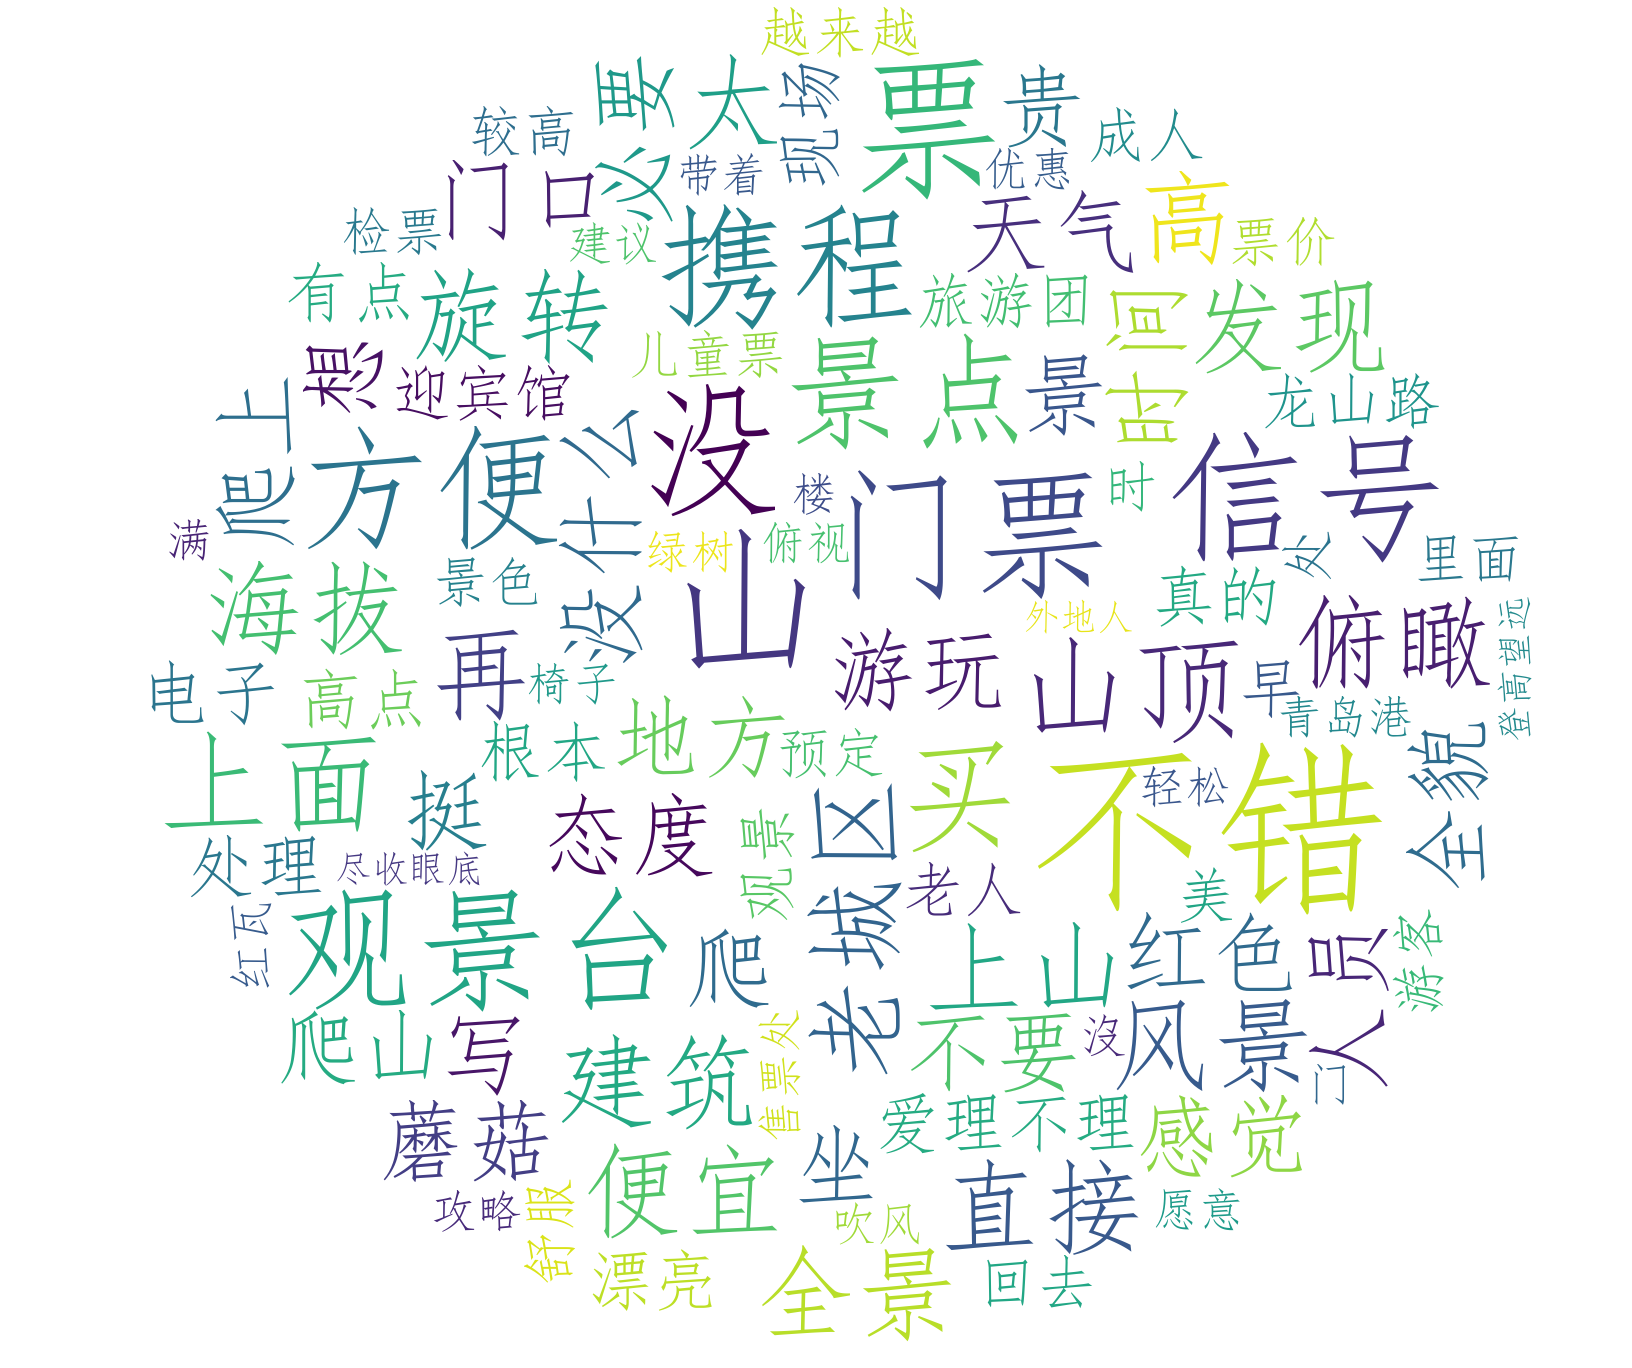 越来越
必要
太
现场
票
贵
成人
较高
门口
带着
优惠
检票
建议
携程
天气
高
票价
有点
旋转
儿童票
旅游团
时间
发现
想
迎宾馆
景点
景
龙山路
爬上
方便
没什么
没
楼
门票
时
信号
满
景色
绿树
俯视
山
处
里面
海拔
再
椅子
游玩
外地人
真的
山顶
早
俯瞰
登高望远
电子
高点
根本
地方
预定
青岛港
上面
挺
态度
观景
老城区
买
不错
轻松
全貌
处理
尽收眼底
老人
美
红瓦
观景台
爬
上山
红色
人员
游客
爬山
写
建筑
售票处
不要
沒
风景
门
蘑菇
便宜
坐
爱理不理
感觉
攻略
舒服
吹风
直接
愿意
漂亮
全景
回去